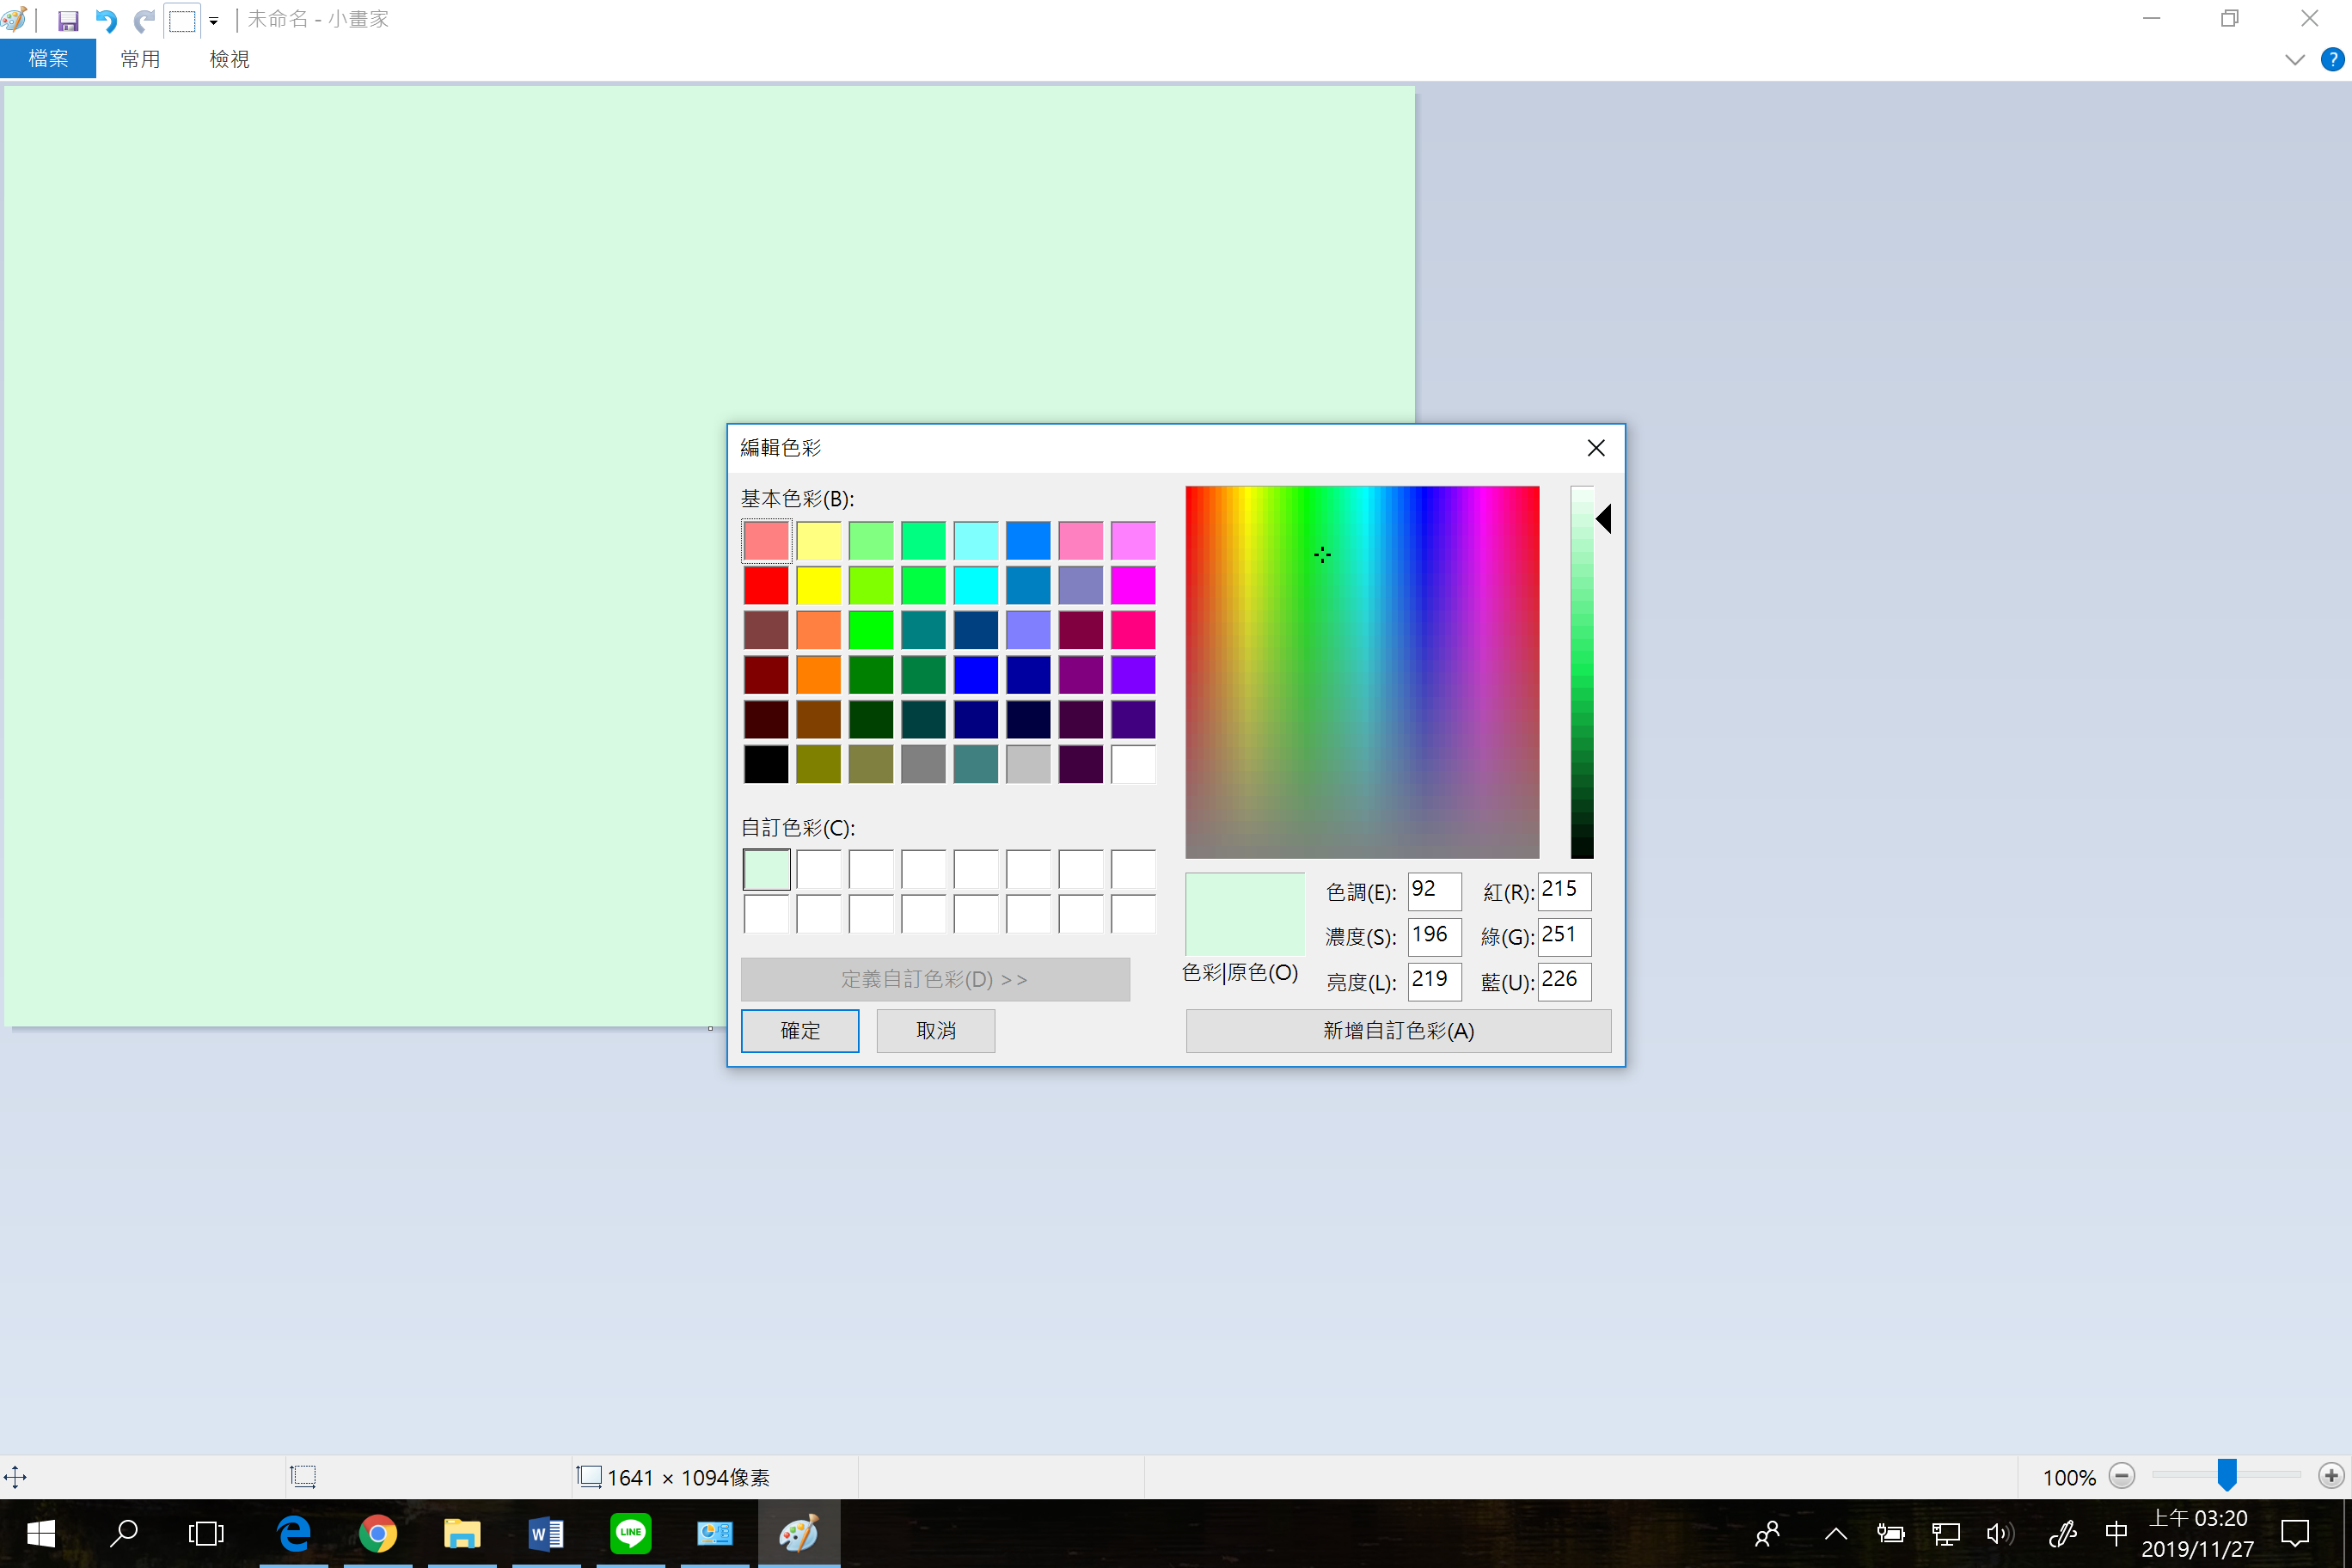 未命名 - 小畫家
檔案 常用 檢視
?
編輯色彩
基本色彩(B):
自訂色彩(C):
定義自訂色彩(D) >>
確定 取消
色彩|原色(O)
色調(E): 92 紅(R): 215
濃度(S): 196 綠(G): 251
亮度(L): 219 藍(U): 226
新增自訂色彩(A)
1641 × 1094像素
100%
W
LINE
中
上午 03:20
2019/11/27